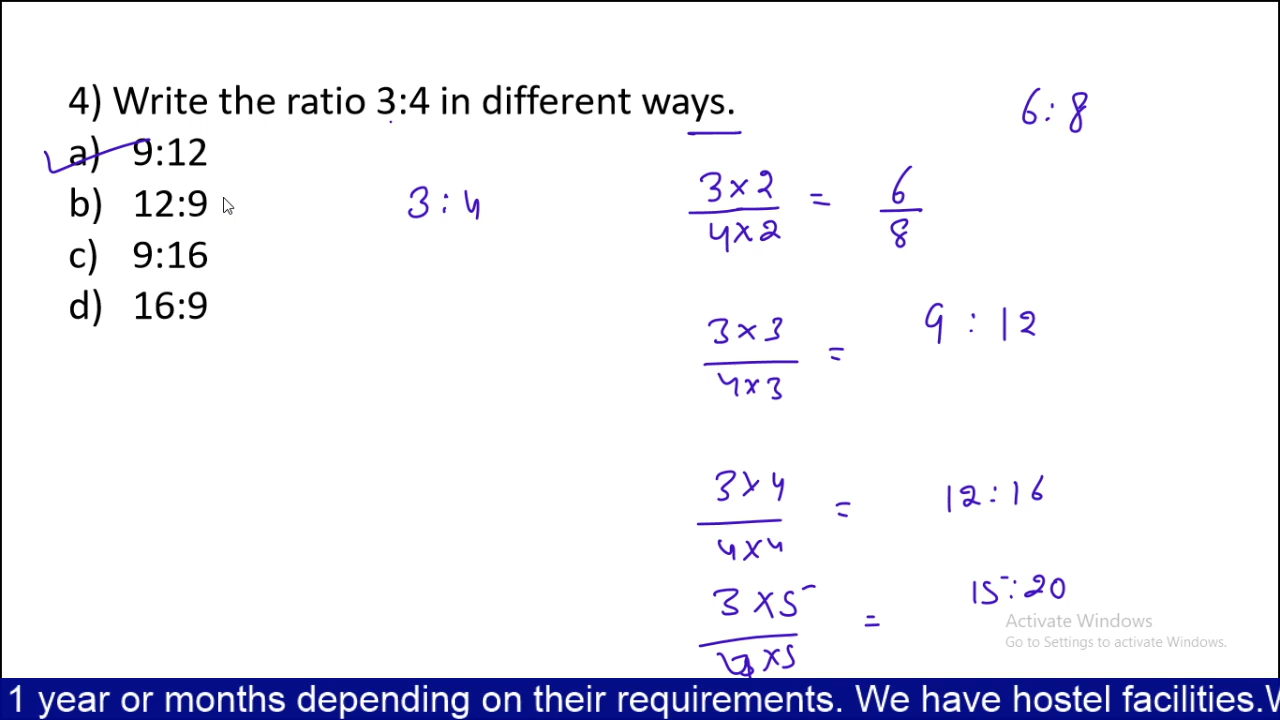 4) Write the ratio 3:4 in different ways.
6:8
a) 9:12
b) 12:9
c) 9:16
d) 16:9
3:4
3×2
4×2
=
6
8
3×3
4×3
=
9:12
3×4
4×4
=
12:16
3×5
4×5
=
15:20
Activate Windows
Go to Settings to activate Windows.
1 year or months depending on their requirements. We have hostel facilities.W